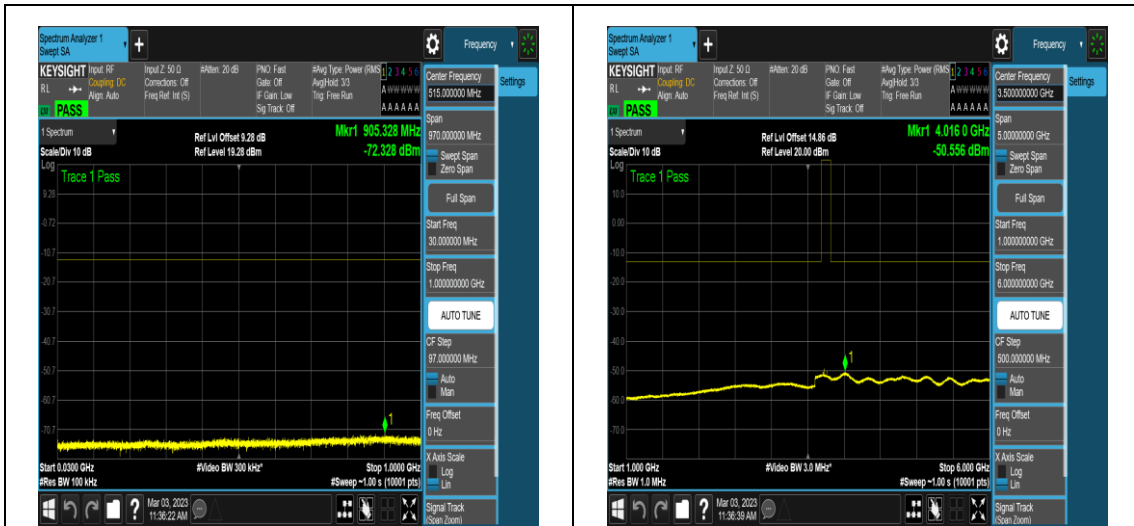 Spectrum Analyzer 1
Swept SA
Frequency
KEYSIGHT
Input: RF
Coupling: DC
Align: Auto
Input Z: 50 Ω
Corrections: Off
Freq Ref: Int (S)
#Atten: 20 dB
PNO: Fast
Gate: Off
IF Gain: Low
Sig Track: Off
#Avg Type: Power (RMS
Avg|Hold: 3/3
Trig: Free Run
1 2 3 4 5 6
A W W W W W
A A A A A A
R L
PASS
Center Frequency
515.000000 MHz
Settings
1 Spectrum
Scale/Div 10 dB
Ref Lvl Offset 9.28 dB
Ref Level 19.28 dBm
Mkr1 905.328 MHz
-72.328 dBm
Span
970.000000 MHz
Swept Span
Zero Span
Log
Trace 1 Pass
9.28
-0.72
-10.7
-20.7
-30.7
-50.7
-60.7
-70.7
1
Full Span
Start Freq
30.000000 MHz
Stop Freq
1.000000000 GHz
AUTO TUNE
CF Step
97.000000 MHz
Auto
Man
Freq Offset
0 Hz
X Axis Scale
Log
Lin
Signal Track
(Span Zoom)
Start 0.0300 GHz
#Res BW 100 kHz
#Video BW 300 kHz*
Stop 1.0000 GHz
#Sweep ~1.00 s (10001 pts)
Mar 03, 2023
11:36:22 AM
Spectrum Analyzer 1
Swept SA
Frequency
KEYSIGHT
Input: RF
Coupling: DC
Align: Auto
Input Z: 50 Ω
Corrections: Off
Freq Ref: Int (S)
#Atten: 20 dB
PNO: Fast
Gate: Off
IF Gain: Low
Sig Track: Off
#Avg Type: Power (RMS
Avg|Hold: 3/3
Trig: Free Run
1 2 3 4 5 6
A W W W W W
A A A A A A
R L
PASS
Center Frequency
3.500000000 GHz
Settings
1 Spectrum
Scale/Div 10 dB
Ref Lvl Offset 14.86 dB
Ref Level 20.00 dBm
Mkr1 4.016 0 GHz
-50.556 dBm
Span
5.00000000 GHz
Swept Span
Zero Span
Log
Trace 1 Pass
10.0
0.00
-10.0
-20.0
-30.0
-50.0
-60.0
-70.0
1
Full Span
Start Freq
1.000000000 GHz
Stop Freq
6.000000000 GHz
AUTO TUNE
CF Step
500.000000 MHz
Auto
Man
Freq Offset
0 Hz
X Axis Scale
Log
Lin
Signal Track
(Span Zoom)
Start 1.000 GHz
#Res BW 1.0 MHz
#Video BW 3.0 MHz*
Stop 6.000 GHz
#Sweep ~1.00 s (10001 pts)
Mar 03, 2023
11:36:39 AM